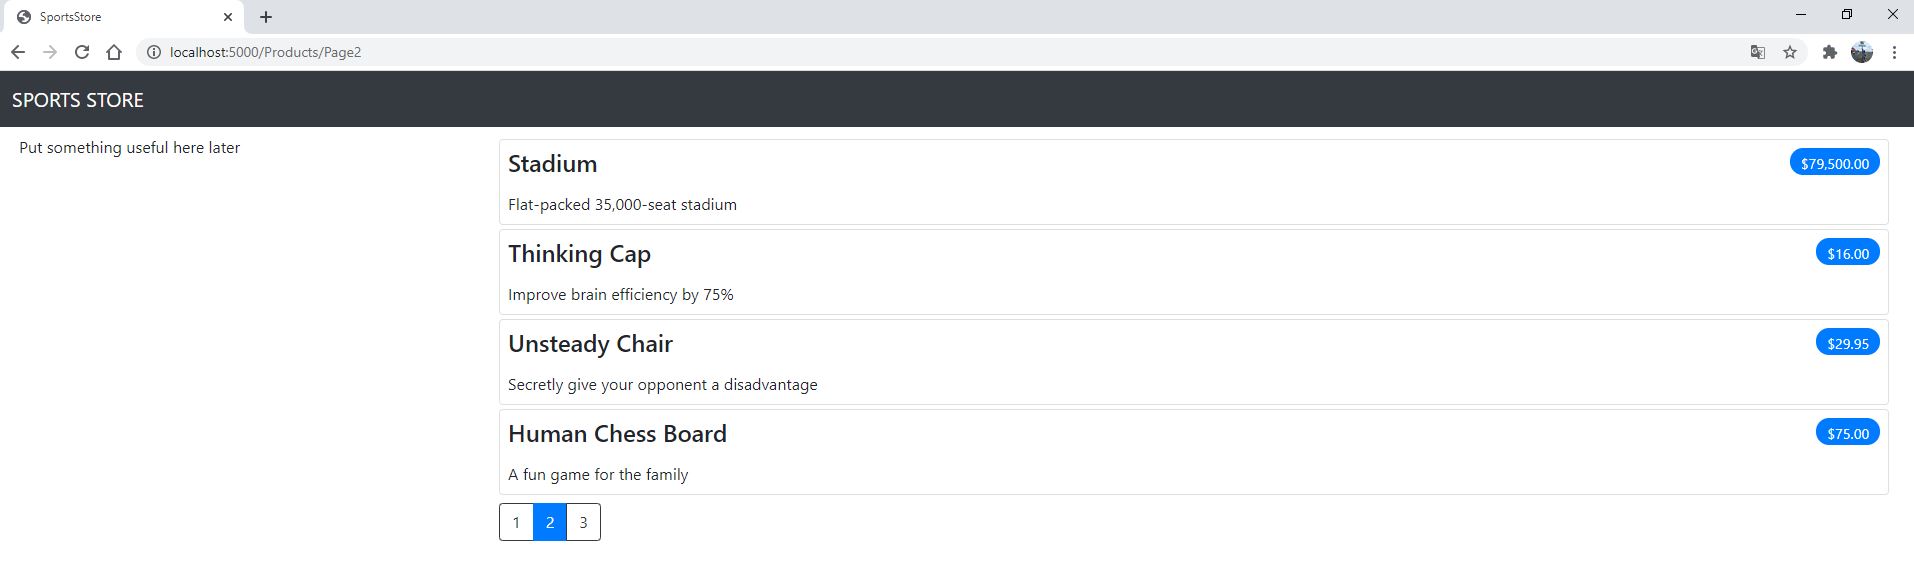 SportsStore
localhost:5000/Products/Page2
SPORTS STORE
Put something useful here later
Stadium
$79,500.00
Flat-packed 35,000-seat stadium
Thinking Cap
$16.00
Improve brain efficiency by 75%
Unsteady Chair
$29.95
Secretly give your opponent a disadvantage
Human Chess Board
$75.00
A fun game for the family
1 2 3